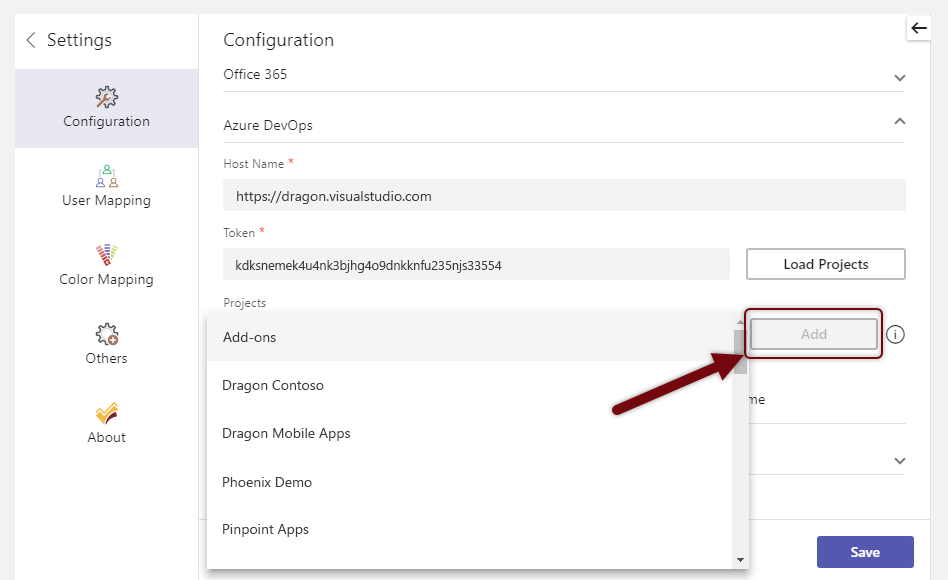 Settings
Configuration
User Mapping
Color Mapping
Others
About
Configuration
Office 365
Azure DevOps
Host Name *
https://dragon.visualstudio.com
Token *
kdksnemek4u4nk3bjhg4o9dnkknfu235njs33554
Load Projects
Projects
Add-ons
Add
i
Dragon Contoso
me
Dragon Mobile Apps
Phoenix Demo
Pinpoint Apps
Save